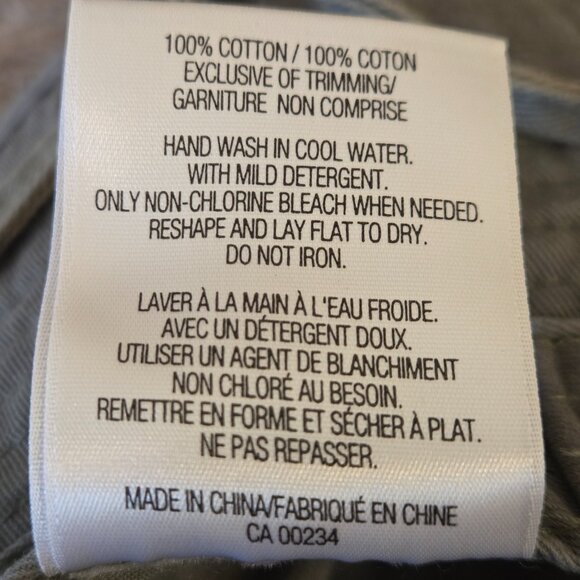 100% COTTON / 100% COTON
EXCLUSIVE OF TRIMMING/
GARNITURE NON COMPRISE
HAND WASH IN COOL WATER.
WITH MILD DETERGENT.
ONLY NON-CHLORINE BLEACH WHEN NEEDED.
RESHAPE AND LAY FLAT TO DRY.
DO NOT IRON.
LAVER À LA MAIN À L'EAU FROIDE.
AVEC UN DÉTERGENT DOUX.
UTILISER UN AGENT DE BLANCHIMENT
NON CHLORÉ AU BESOIN.
REMETTRE EN FORME ET SÉCHER À PLAT.
NE PAS REPASSER.
MADE IN CHINA/FABRIQUÉ EN CHINE
CA 00234